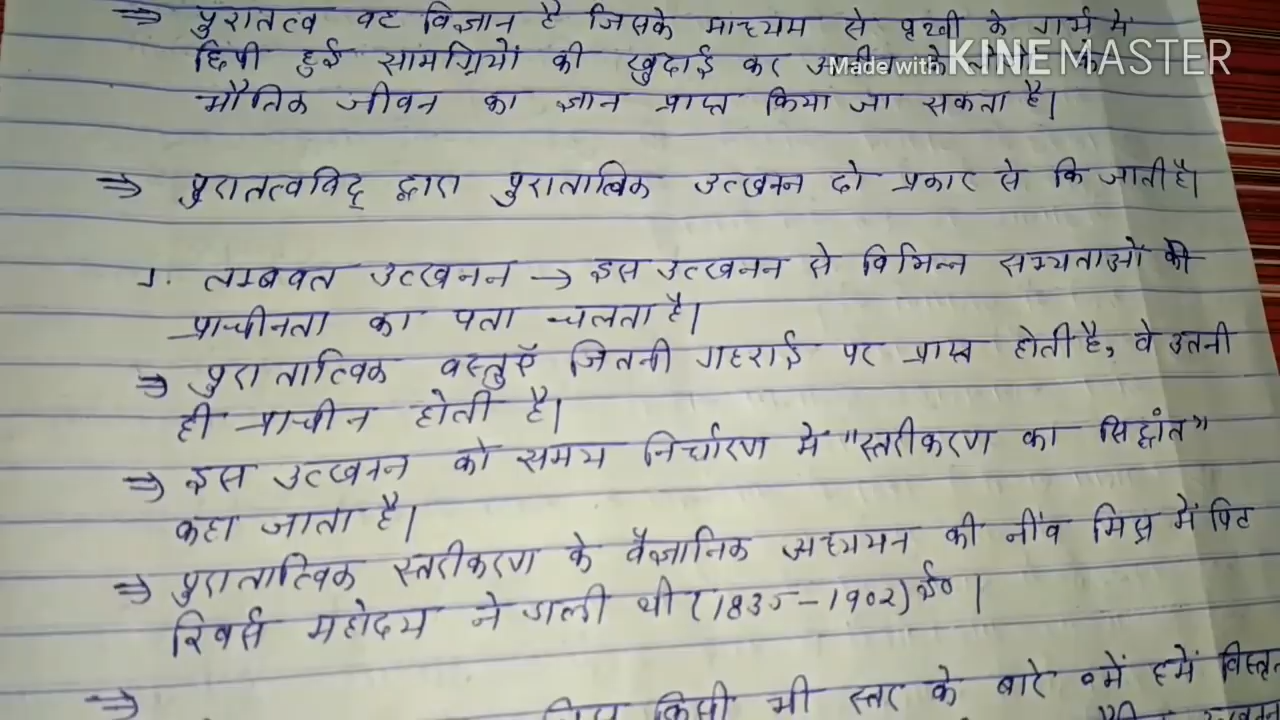 ⇒ पुरातत्व वह विज्ञान है जिसके माध्यम से पृथ्वी के गर्भ में
छिपी हुई सामग्रियों की खुदाई कर
Made with KINEMASTER
भौतिक जीवन का ज्ञान प्राप्त किया जा सकता है।
⇒ पुरातत्वविद् द्वारा पुरातात्विक उत्खनन दो प्रकार से कि जाती है।
1. लम्बवत उत्खनन → इस उत्खनन से विभिन्न सभ्यताओं की
प्राचीनता का पता चलता है।
⇒ पुरातात्विक वस्तुएँ जितनी गहराई पर प्राप्त होती है, वे उतनी
ही प्राचीन होती है।
⇒ इस उत्खनन को समय निर्धारण मे "स्तरीकरण का सिद्धांत"
कहा जाता है।
⇒ पुरातात्विक स्तरीकरण के वैज्ञानिक अध्ययन की नींव मिस्र में पिट
रिवर्स महोदय ने डाली थी (1835-1902) ई० ।
⇒ किसी भी स्तर के बारे में हमें विस्तृत